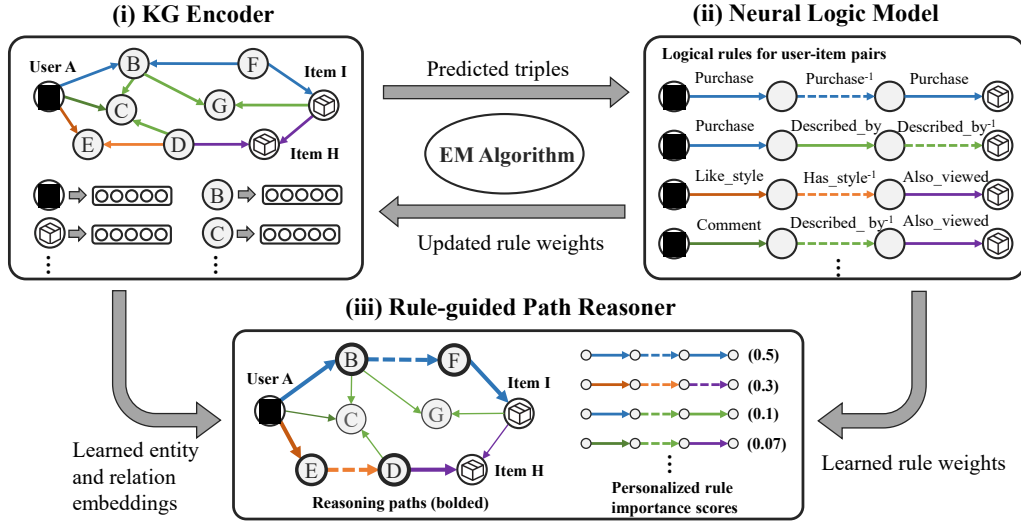 (i) KG Encoder
(ii) Neural Logic Model
User A
B
F
Item I
C
G
E
D
Item H
B
C
Predicted triples
EM Algorithm
Updated rule weights
Logical rules for user-item pairs
Purchase Purchase-1 Purchase
Purchase Described_by Described_by-1
Like_style Has_style-1 Also_viewed
Comment Described_ by-1 Also_viewed
(iii) Rule-guided Path Reasoner
User A
B
F
Item I
C
G
E
D
Item H
Reasoning paths (bolded)
(0.5)
(0.3)
(0.1)
(0.07)
Personalized rule
importance scores
Learned entity
and relation
embeddings
Learned rule weights